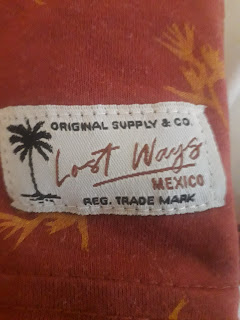 ORIGINAL SUPPLY & CO.
Lost Ways
MEXICO
REG. TRADE MARK